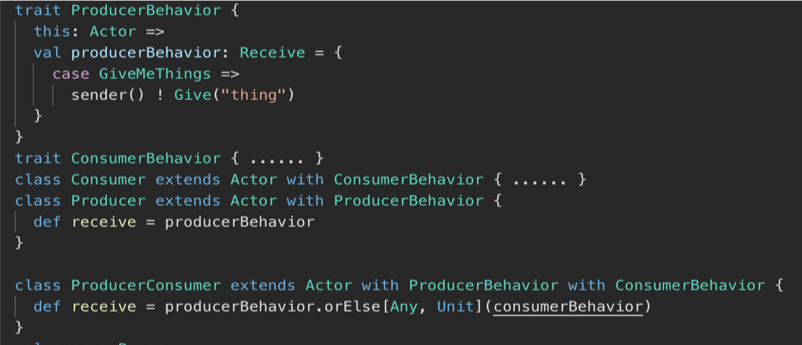 trait ProducerBehavior {
  this: Actor =>
  val producerBehavior: Receive = {
    case GiveMeThings =>
      sender() ! Give("thing")
  }
}
trait ConsumerBehavior { ...... }
class Consumer extends Actor with ConsumerBehavior { ...... }
class Producer extends Actor with ProducerBehavior {
  def receive = producerBehavior
}

class ProducerConsumer extends Actor with ProducerBehavior with ConsumerBehavior {
  def receive = producerBehavior.orElse[Any, Unit](consumerBehavior)
}